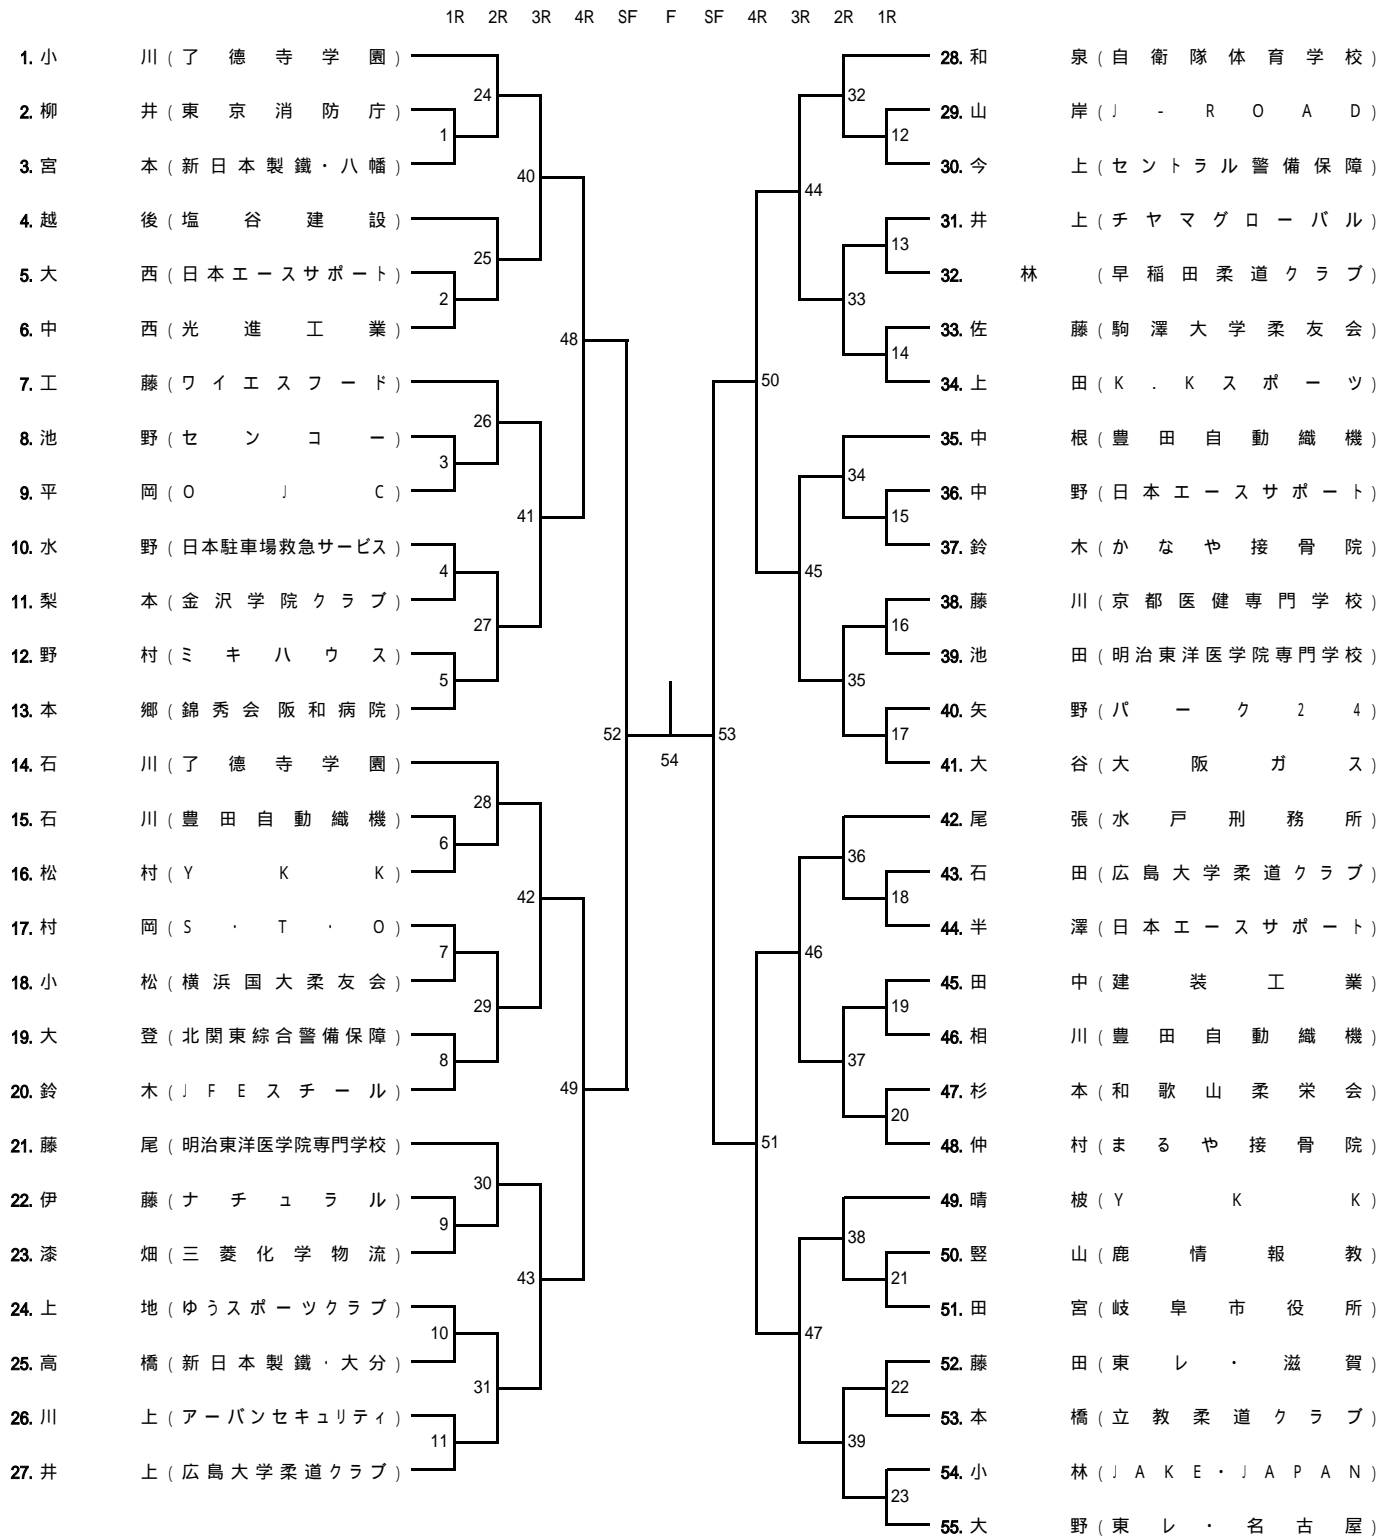 1R 2R 3R 4R SF F SF 4R 3R 2R 1R
1. 小川(了德寺学園)
2. 柳井(東京消防庁)
3. 宮本(新日本製鐵・八幡)
4. 越後(塩谷建設)
5. 大西(日本エースサポート)
6. 中西(光進工業)
7. 工藤(ワイエスフード)
8. 池野(センコー)
9. 平岡(OJC)
10. 水野(日本駐車場救急サービス)
11. 梨本(金沢学院クラブ)
12. 野村(ミキハウス)
13. 本郷(錦秀会阪和病院)
14. 石川(了德寺学園)
15. 石川(豊田自動織機)
16. 松村(YKK)
17. 村岡(S・T・O)
18. 小松(横浜国大柔友会)
19. 大登(北関東綜合警備保障)
20. 鈴木(JFEスチール)
21. 藤尾(明治東洋医学院専門学校)
22. 伊藤(ナチュラル)
23. 漆畑(三菱化学物流)
24. 上地(ゆうスポーツクラブ)
25. 高橋(新日本製鐵・大分)
26. 川上(アーバンセキュリティ)
27. 井上(広島大学柔道クラブ)
24
1
40
25
2
48
26
3
41
4
27
5
52
28
6
42
7
29
8
49
30
9
43
10
31
11
54
53
32
12
44
13
33
14
50
34
15
45
16
35
17
36
18
46
19
37
20
51
38
21
47
22
39
23
28. 和泉(自衛隊体育学校)
29. 山岸(J-ROAD)
30. 今上(セントラル警備保障)
31. 井上(チヤマグローバル)
32. 林(早稲田柔道クラブ)
33. 佐藤(駒澤大学柔友会)
34. 上田(K.Kスポーツ)
35. 中根(豊田自動織機)
36. 中野(日本エースサポート)
37. 鈴木(かなや接骨院)
38. 藤川(京都医健専門学校)
39. 池田(明治東洋医学院専門学校)
40. 矢野(パーク24)
41. 大谷(大阪ガス)
42. 尾張(水戸刑務所)
43. 石田(広島大学柔道クラブ)
44. 半澤(日本エースサポート)
45. 田中(建装工業)
46. 相川(豊田自動織機)
47. 杉本(和歌山柔栄会)
48. 仲村(まるや接骨院)
49. 晴柀(YKK)
50. 竪山(鹿情報教)
51. 田宮(岐阜市役所)
52. 藤田(東レ・滋賀)
53. 本橋(立教柔道クラブ)
54. 小林(JAKE・JAPAN)
55. 大野(東レ・名古屋)